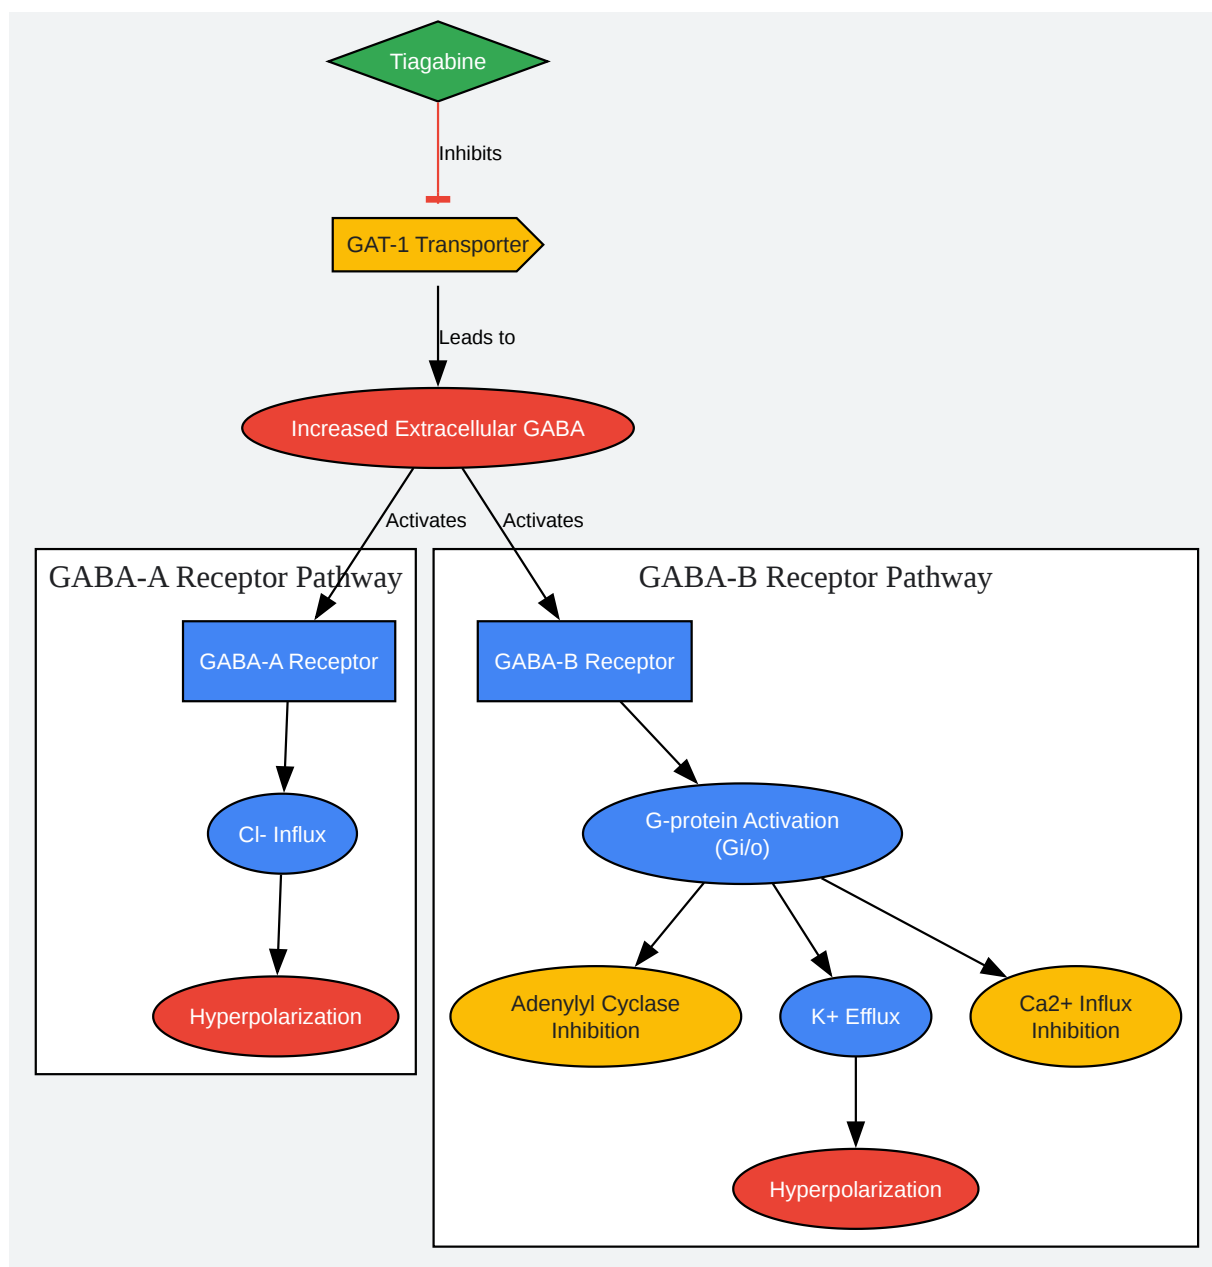 Tiagabine
Inhibits
GAT-1 Transporter
Leads to
Increased Extracellular GABA
Activates
Activates
GABA-A Receptor Pathway
GABA-A Receptor
Cl- Influx
Hyperpolarization
GABA-B Receptor Pathway
GABA-B Receptor
G-protein Activation
(Gi/o)
Adenylyl Cyclase
Inhibition
K+ Efflux
Ca2+ Influx
Inhibition
Hyperpolarization